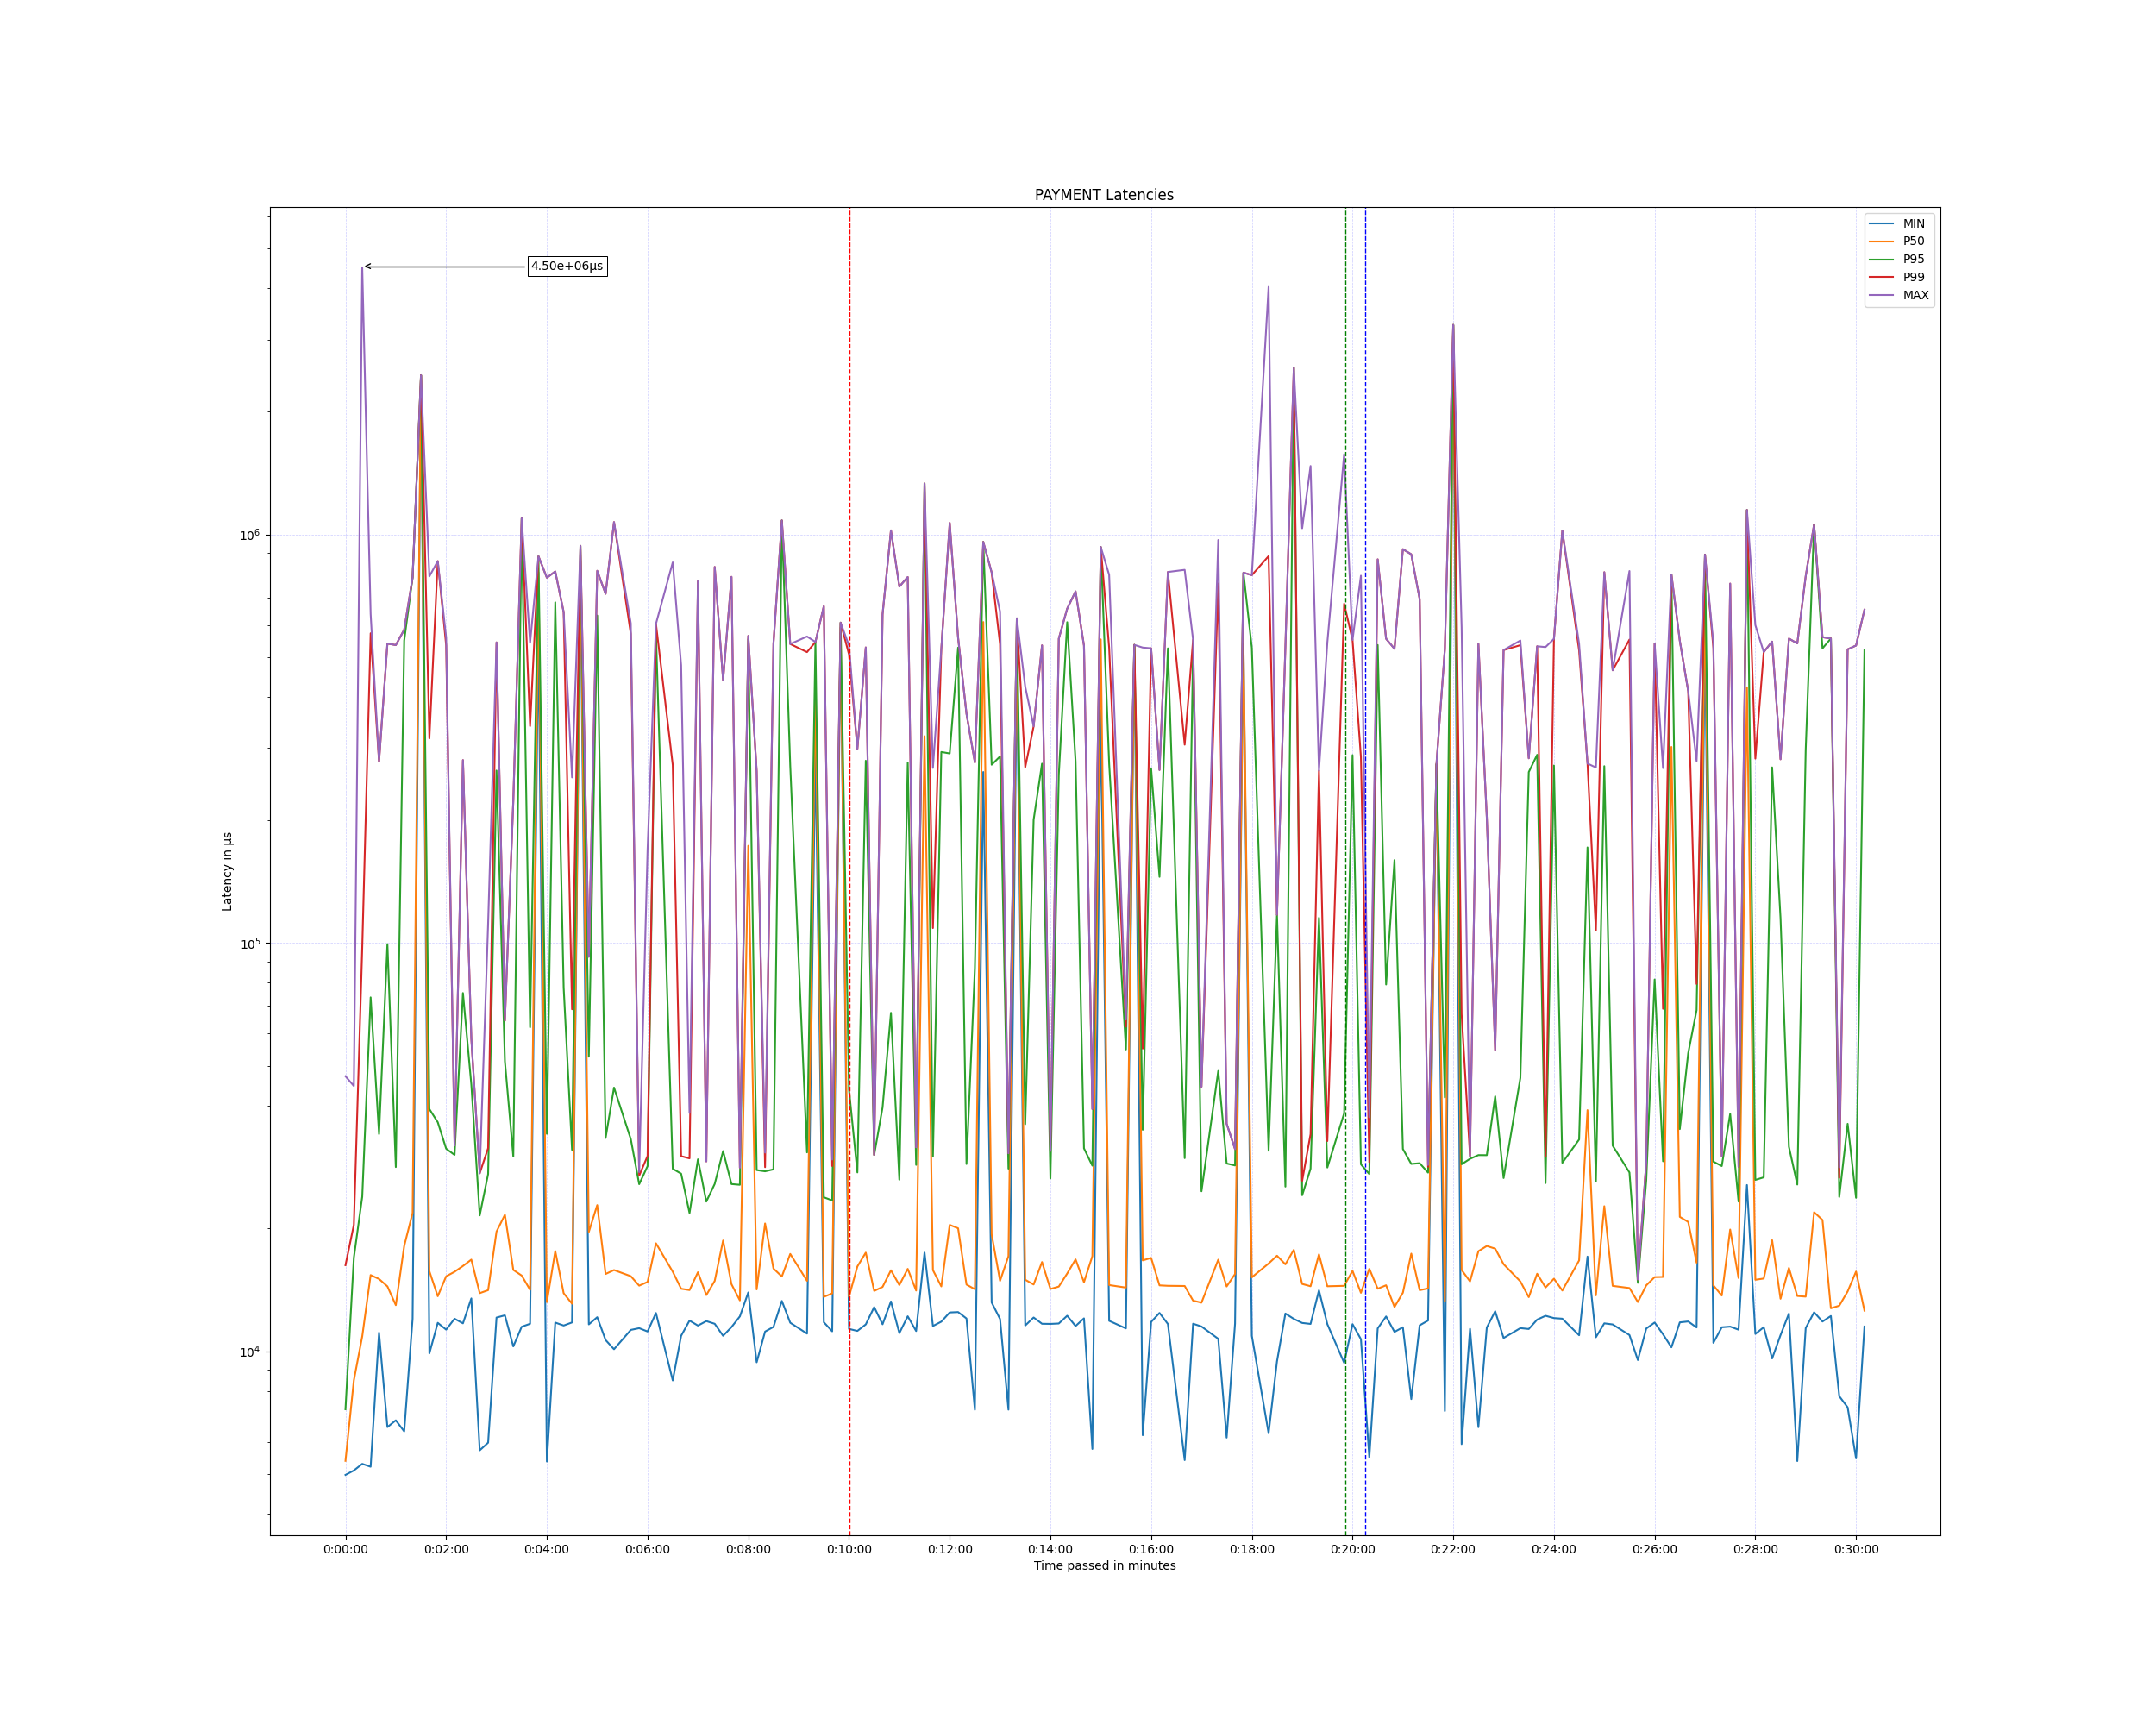 PAYMENT Latencies
MIN
P50
P95
P99
MAX
4.50e+06µs
10⁶
10⁵
10⁴
Latency in µs
0:00:00 0:02:00 0:04:00 0:06:00 0:08:00 0:10:00 0:12:00 0:14:00 0:16:00 0:18:00 0:20:00 0:22:00 0:24:00 0:26:00 0:28:00 0:30:00
Time passed in minutes